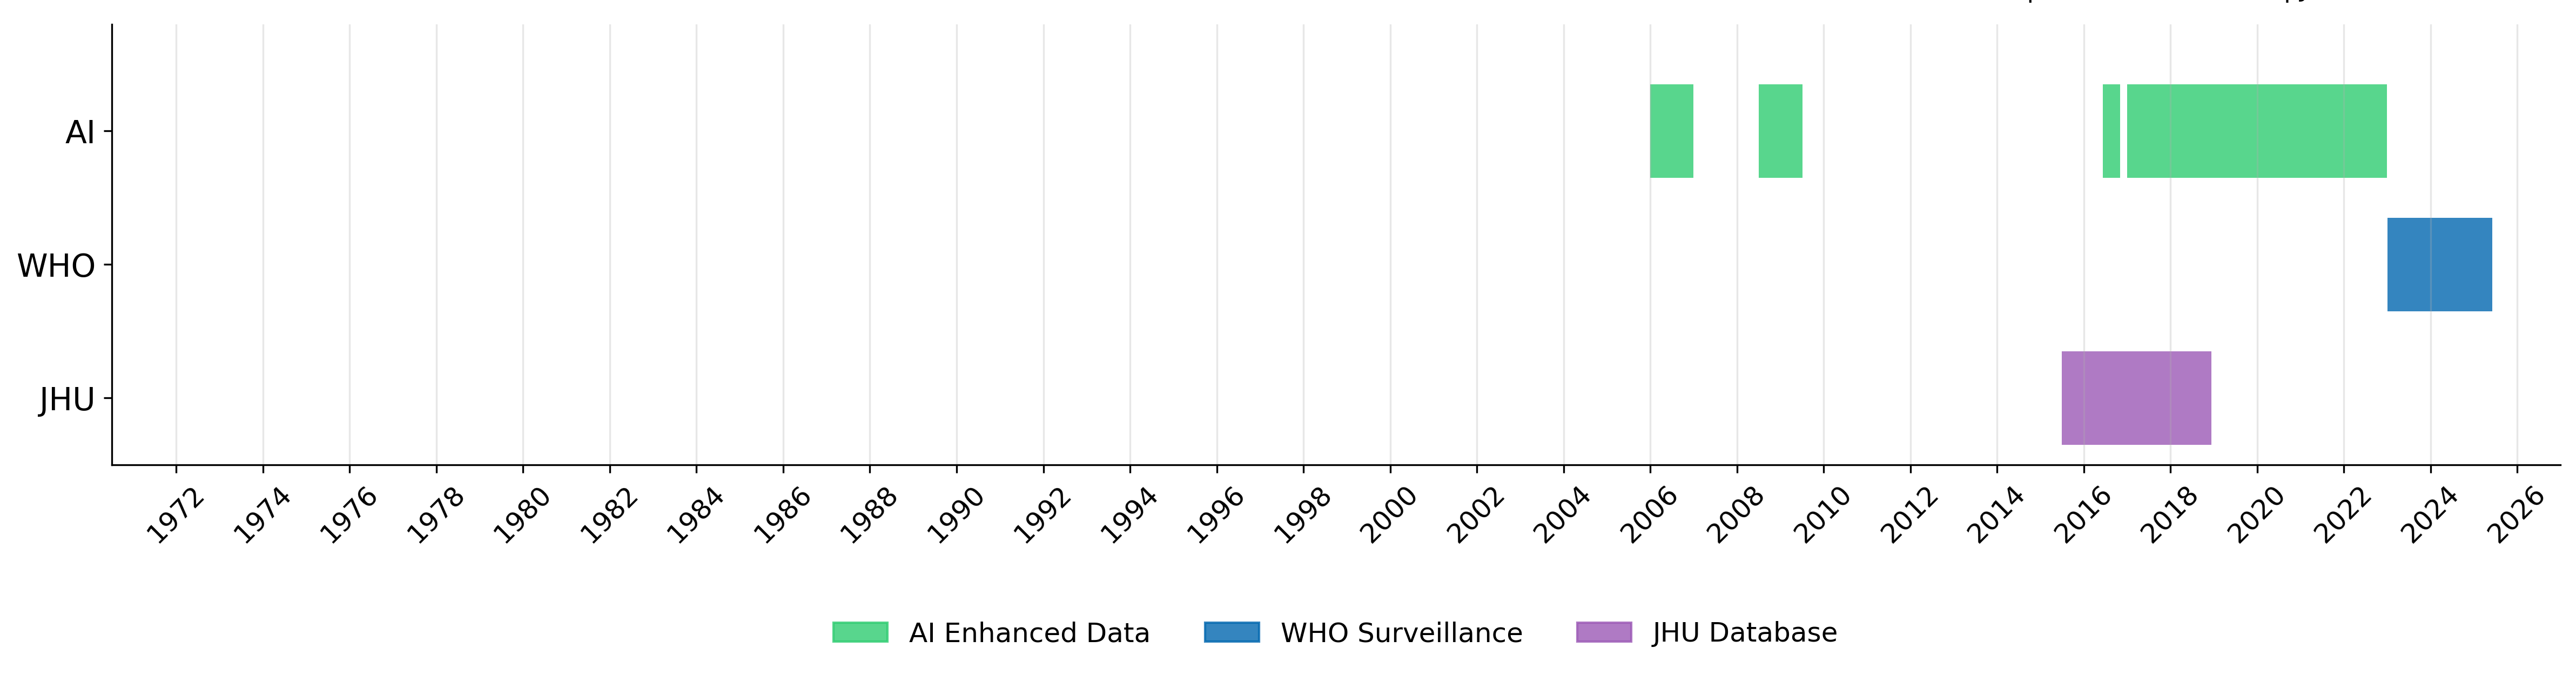 AI
WHO
JHU
1972 1974 1976 1978 1980 1982 1984 1986 1988 1990 1992 1994 1996 1998 2000 2002 2004 2006 2008 2010 2012 2014 2016 2018 2020 2022 2024 2026
AI Enhanced Data WHO Surveillance JHU Database